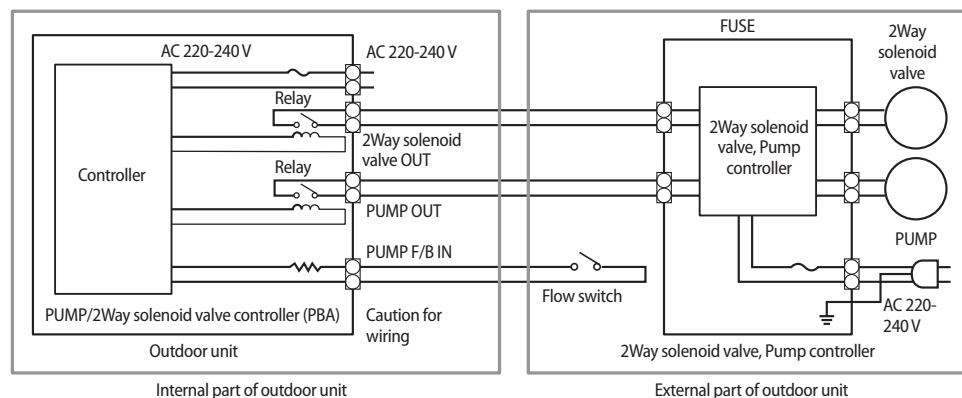 AC 220-240 V
AC 220-240 V
Relay
2Way solenoid
valve OUT
Controller
Relay
PUMP OUT
PUMP F/B IN
PUMP/2Way solenoid valve controller (PBA)
Caution for
wiring
Outdoor unit
Internal part of outdoor unit
FUSE
2Way
solenoid
valve
2Way solenoid
valve, Pump
controller
PUMP
Flow switch
AC 220-
240 V
2Way solenoid valve, Pump controller
External part of outdoor unit